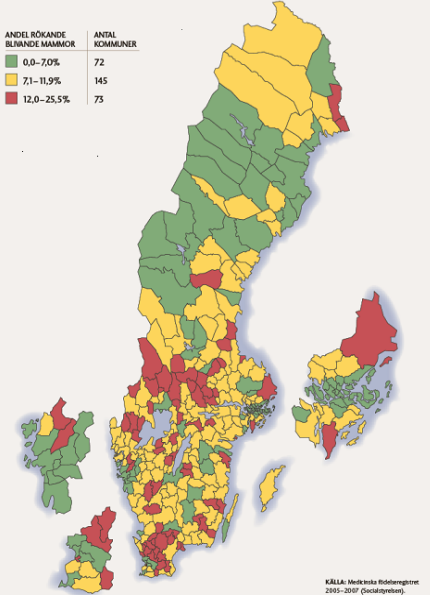 ANDEL RÖKANDE ANTAL
BLIVANDE MAMMOR KOMMUNER
0,0–7,0% 72
7,1–11,9% 145
12,0–25,5% 73
KÄLLA: Medicinska födelseregistret
2005–2007 (Socialstyrelsen).